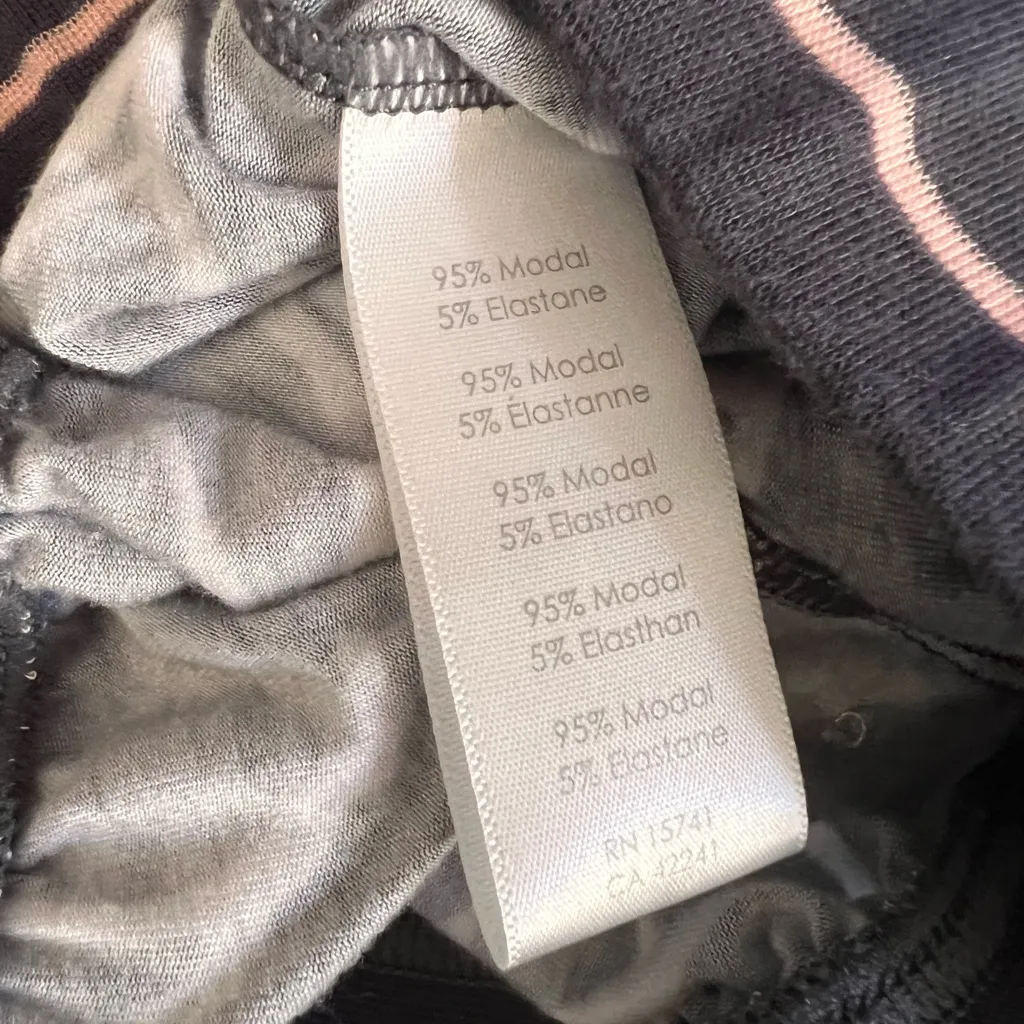 95% Modal
5% Elastane
95% Modal
5% Élastanne
95% Modal
5% Elastano
95% Modal
5% Elasthan
95% Modal
5% Elastane
RN 15741
CA 42241